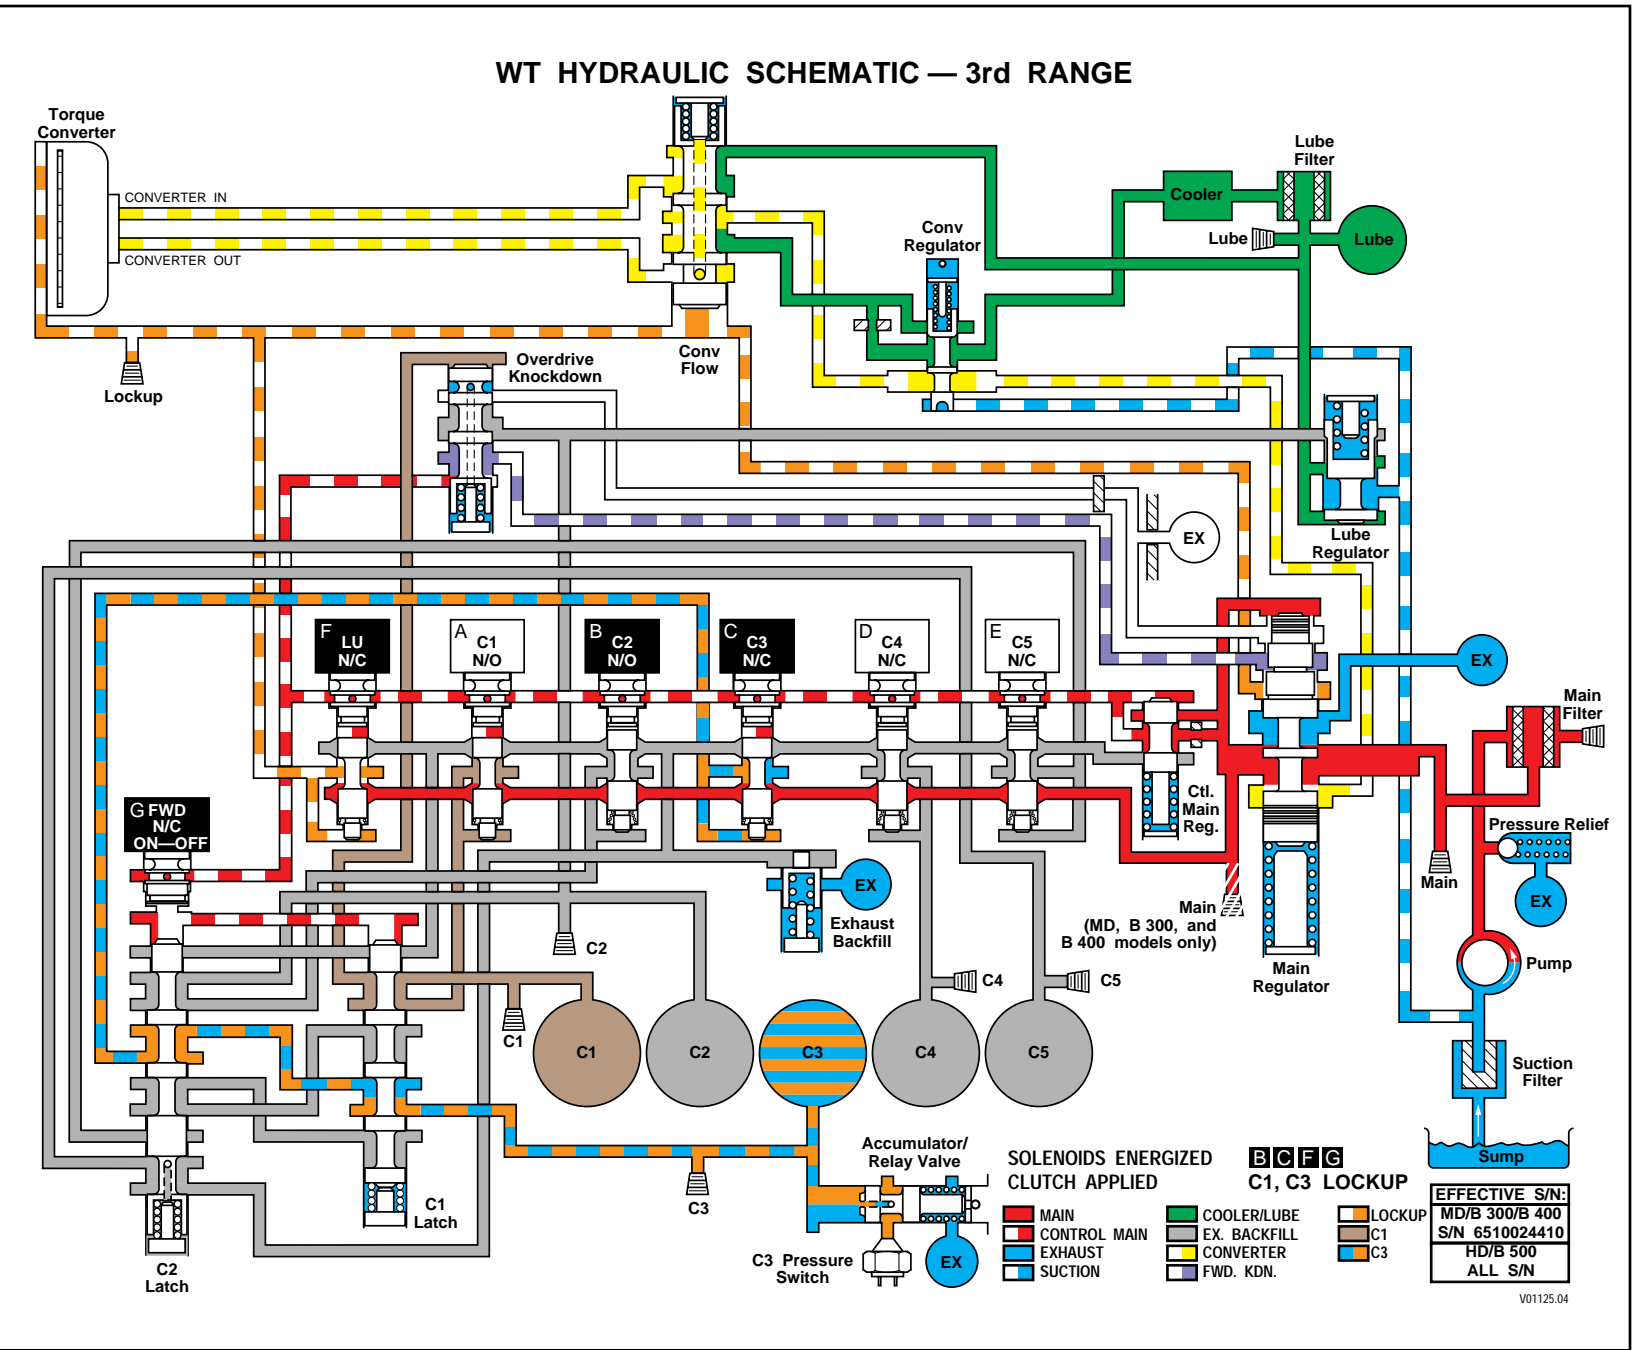 WT HYDRAULIC SCHEMATIC — 3rd RANGE
Torque
Converter
CONVERTER IN
CONVERTER OUT
Lockup
Conv
Flow
Overdrive
Knockdown
Conv
Regulator
Cooler
Lube
Filter
Lube
Lube
Lube
Regulator
EX
EX
F
LU
N/C
A
C1
N/O
B
C2
N/O
C
C3
N/C
D
C4
N/C
E
C5
N/C
G FWD
N/C
ON—OFF
Ctl.
Main
Reg.
Main
Filter
Pressure Relief
EX
Main
Main
(MD, B 300, and
B 400 models only)
Main
Regulator
Pump
EX
Exhaust
Backfill
C2
C4
C5
C1
C1
C2
C3
C4
C5
Suction
Filter
Sump
C3
C1
Latch
C2
Latch
Accumulator/
Relay Valve
C3 Pressure
Switch
EX
SOLENOIDS ENERGIZED B C F G
CLUTCH APPLIED C1, C3 LOCKUP
MAIN
CONTROL MAIN
EXHAUST
SUCTION
COOLER/LUBE
EX. BACKFILL
CONVERTER
FWD. KDN.
LOCKUP
C1
C3
EFFECTIVE S/N:
MD/B 300/B 400
S/N 6510024410
HD/B 500
ALL S/N
V01125.04